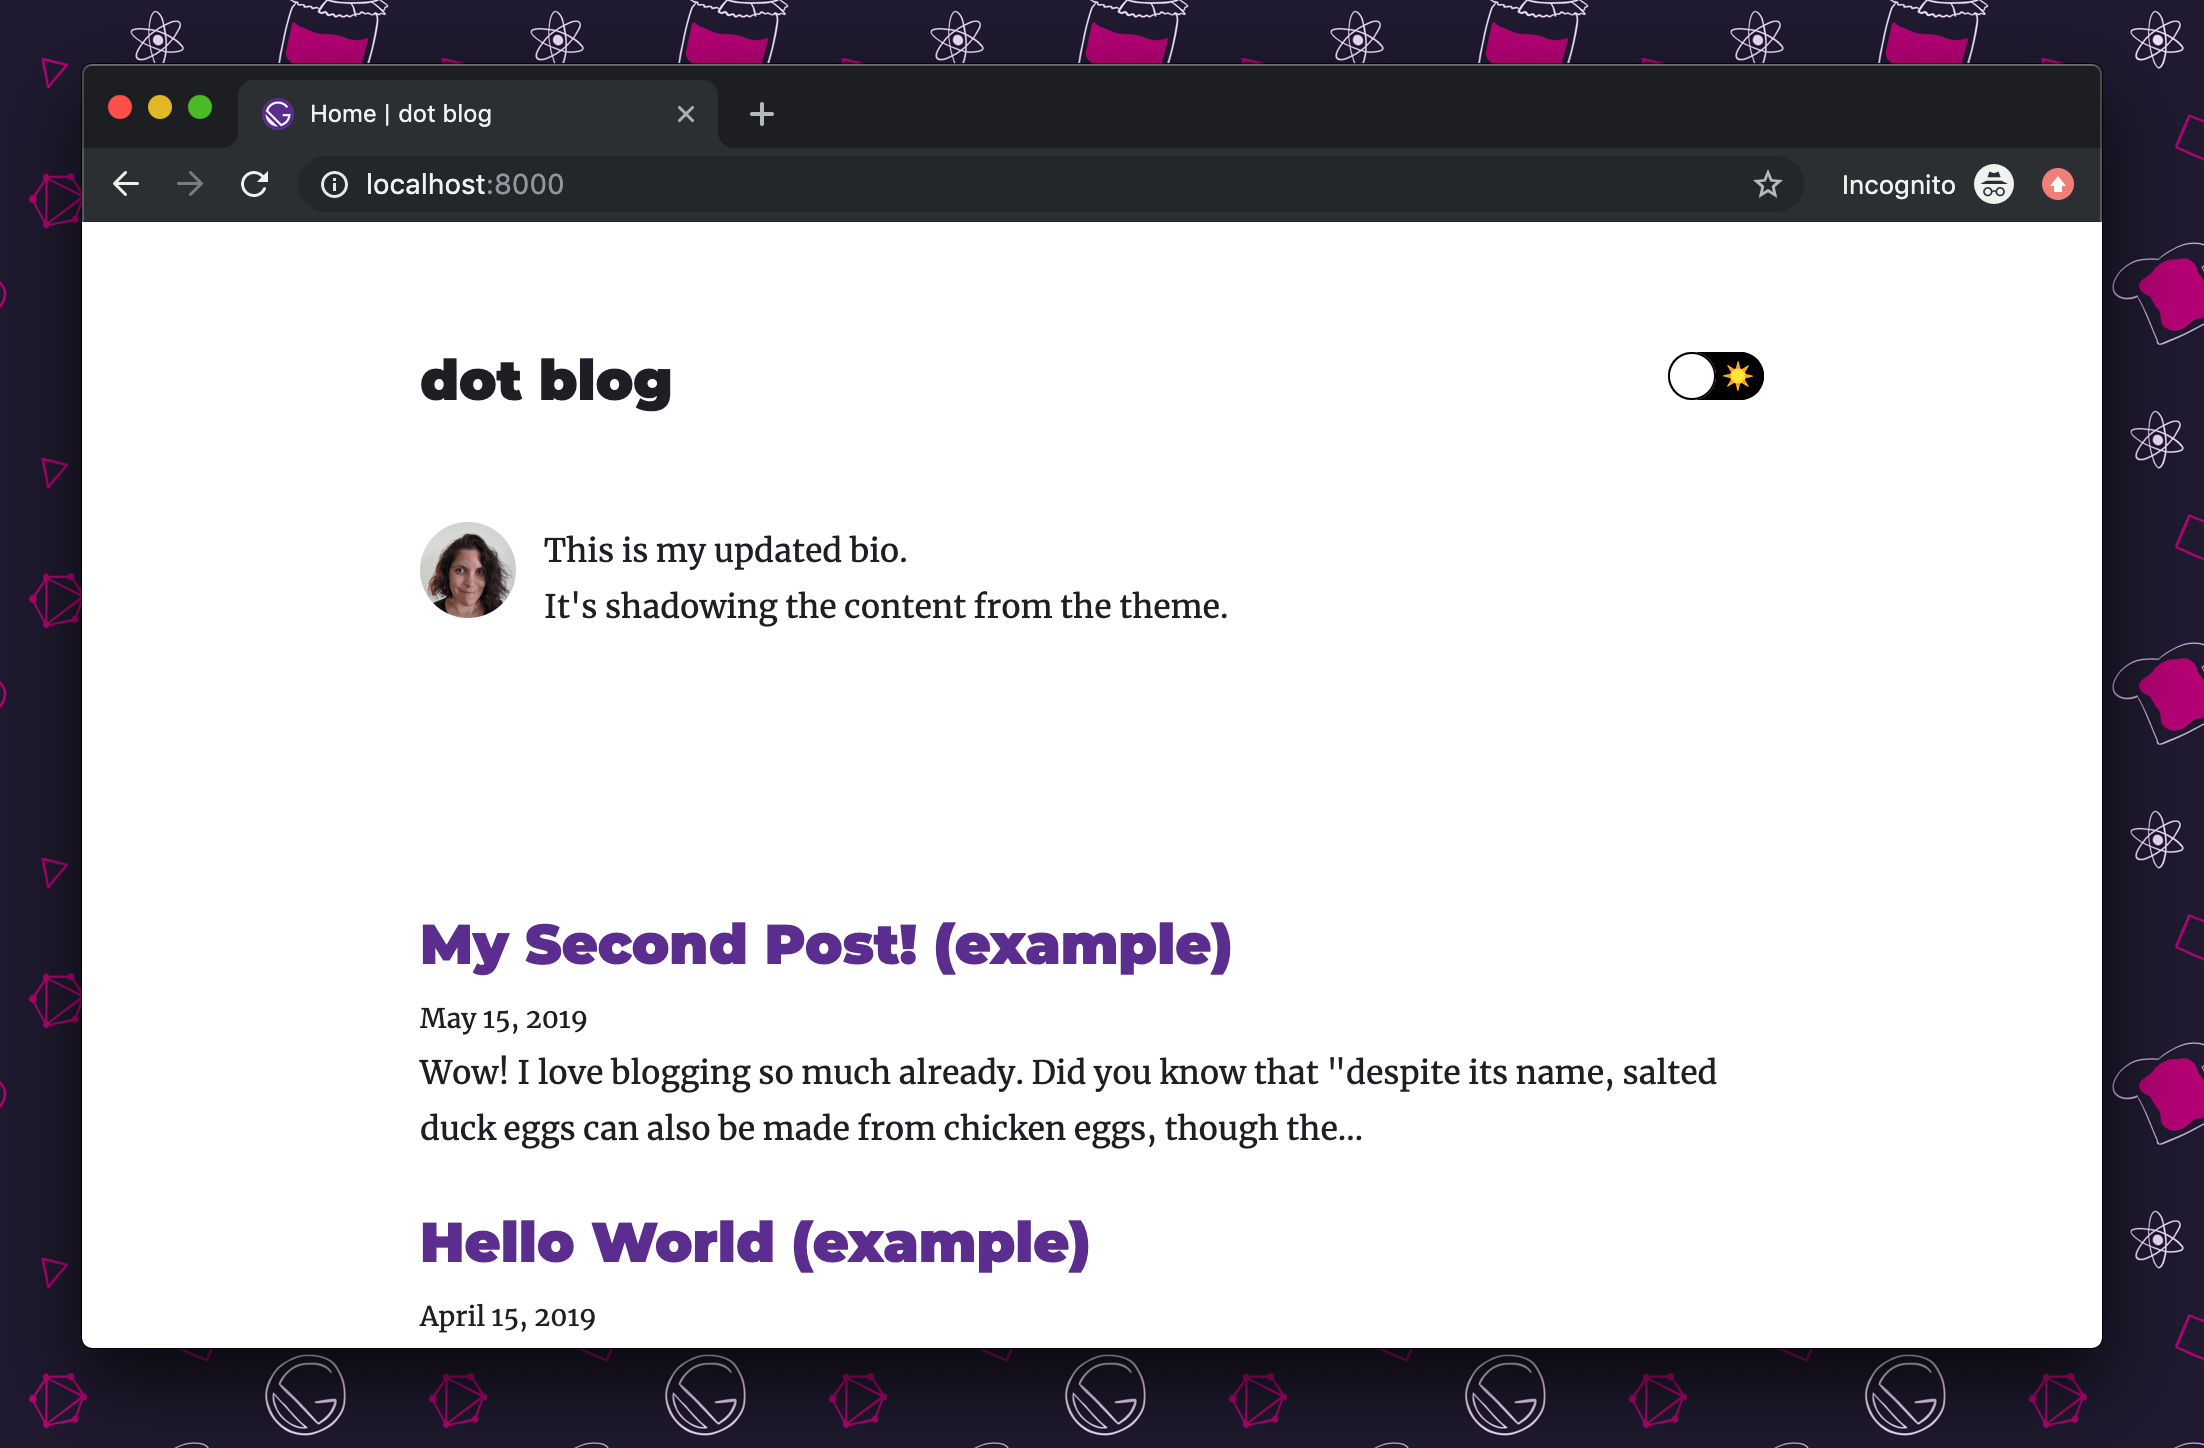 Home | dot blog
localhost:8000
Incognito
dot blog
This is my updated bio.
It's shadowing the content from the theme.
My Second Post! (example)
May 15, 2019
Wow! I love blogging so much already. Did you know that "despite its name, salted
duck eggs can also be made from chicken eggs, though the…
Hello World (example)
April 15, 2019